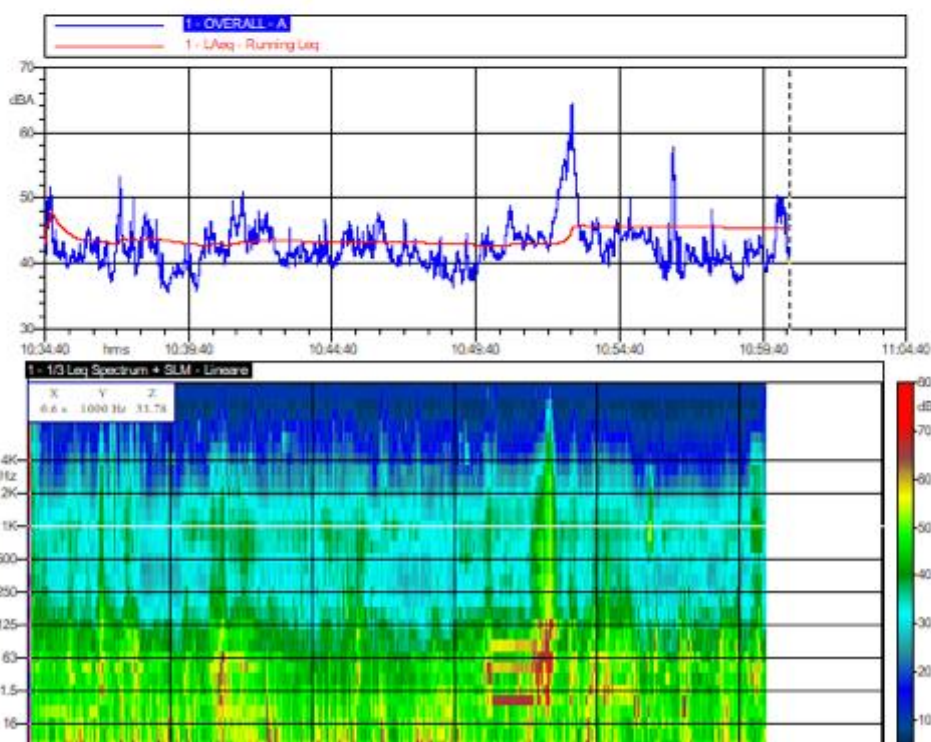 1 - OVERALL - A
1 - LAeq - Running Leq
70
dBA
60
50
40
30
10:34:40 hms 10:39:40 10:44:40 10:49:40 10:54:40 10:59:40 11:04:40
1 - 1/3 Leq Spectrum + SLM - Lineare
X Y Z
0.6 s 1000 Hz 31.78
80
dB
70
4K
Hz
60
2K
1K
50
500
40
250
30
125
63
20
1.5
16
10